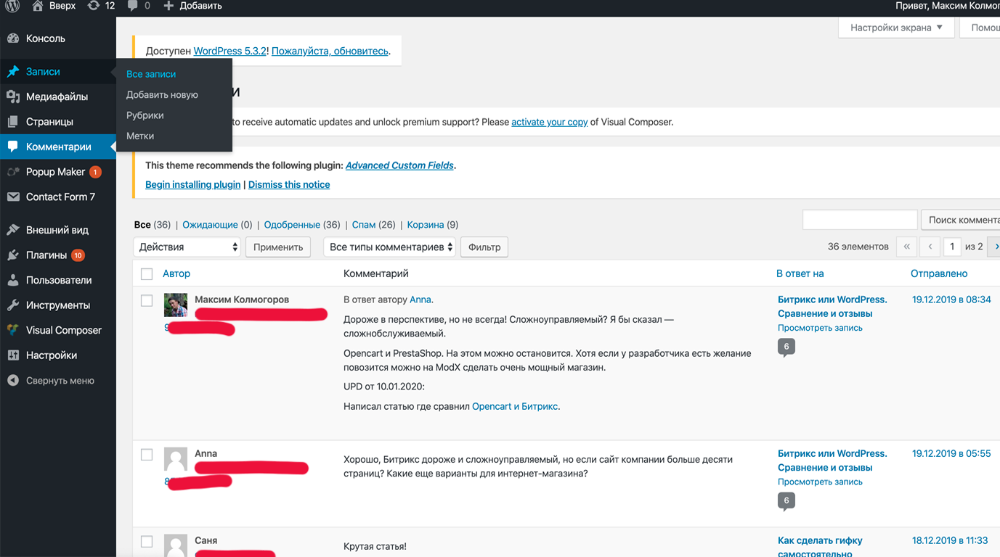 Вверх 12 0 Добавить
Привет, Максим Колмог
Консоль
Записи
Медиафайлы
Страницы
Комментарии
Popup Maker 1
Contact Form 7
Внешний вид
Плагины 10
Пользователи
Инструменты
Visual Composer
Настройки
Свернуть меню
Все записи
Добавить новую
Рубрики
Метки
Настройки экрана ▼
Помощ
Доступен WordPress 5.3.2! Пожалуйста, обновитесь.
и
to receive automatic updates and unlock premium support? Please activate your copy of Visual Composer.
This theme recommends the following plugin: Advanced Custom Fields.
Begin installing plugin | Dismiss this notice
Все (36) | Ожидающие (0) | Одобренные (36) | Спам (26) | Корзина (9)
Поиск коммента
Действия
Применить
Все типы комментариев
Фильтр
36 элементов « ‹ 1 из 2 ›
Автор
Комментарий
В ответ на
Отправлено
Максим Колмогоров
9
В ответ автору Anna.
Дороже в перспективе, но не всегда! Сложноуправляемый? Я бы сказал —
сложнобслуживаемый.
Opencart и PrestaShop. На этом можно остановится. Хотя если у разработчика есть желание
повозится можно на ModX сделать очень мощный магазин.
UPD от 10.01.2020:
Написал статью где сравнил Opencart и Битрикс.
Битрикс или WordPress.
Сравнение и отзывы
Просмотреть запись
6
19.12.2019 в 08:34
Anna
8
Хорошо, Битрикс дороже и сложноуправляемый, но если сайт компании больше десяти
страниц? Какие еще варианты для интернет-магазина?
Битрикс или WordPress.
Сравнение и отзывы
Просмотреть запись
6
19.12.2019 в 05:55
Саня
Крутая статья!
Как сделать гифку
самостоятельно
18.12.2019 в 11:33